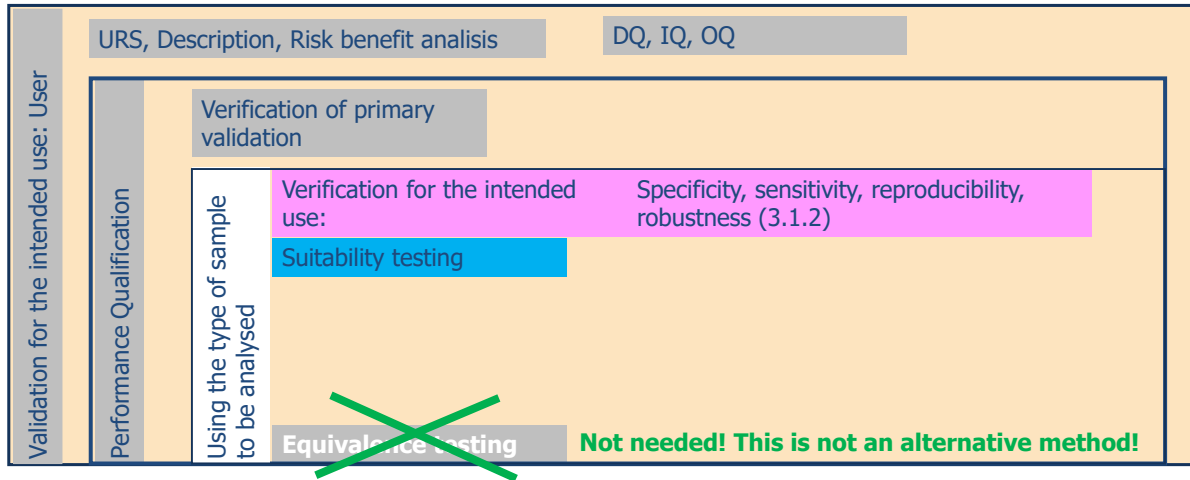 Validation for the intended use: User
URS, Description, Risk benefit analisis
DQ, IQ, OQ
Performance Qualification
Verification of primary
validation
Using the type of sample
to be analysed
Verification for the intended
use:
Specificity, sensitivity, reproducibility,
robustness (3.1.2)
Suitability testing
Equivalence testing
Not needed! This is not an alternative method!